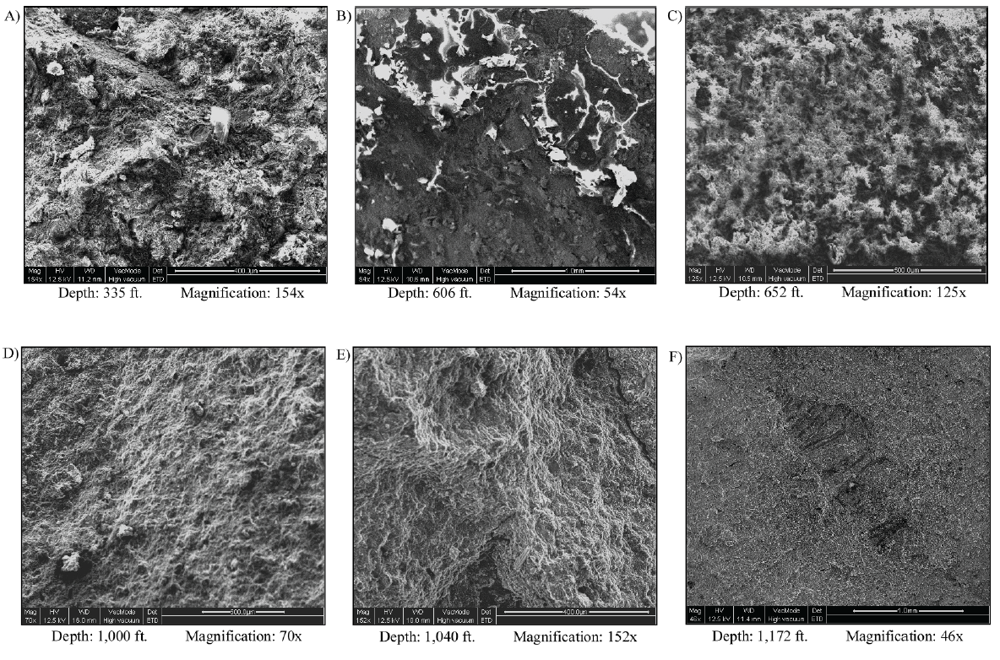 A)
Mag HV WD VacMode Det 400.0µm
154x 12.5 kV 11.2 mm High vacuum ETD
Depth: 335 ft. Magnification: 154x
B)
Mag HV WD VacMode Det 1.0mm
54x 12.5 kV 10.6 mm High vacuum ETD
Depth: 606 ft. Magnification: 54x
C)
Mag HV WD VacMode Det 500.0µm
125x 12.5 kV 10.5 mm High vacuum ETD
Depth: 652 ft. Magnification: 125x
D)
Mag HV WD VacMode Det 500.0µm
70x 12.5 kV 16.0 mm High vacuum ETD
Depth: 1,000 ft. Magnification: 70x
E)
Mag HV WD VacMode Det 400.0µm
152x 12.5 kV 10.0 mm High vacuum ETD
Depth: 1,040 ft. Magnification: 152x
F)
Mag HV WD VacMode Det 1.0mm
46x 12.5 kV 11.4 mm High vacuum ETD
Depth: 1,172 ft. Magnification: 46x